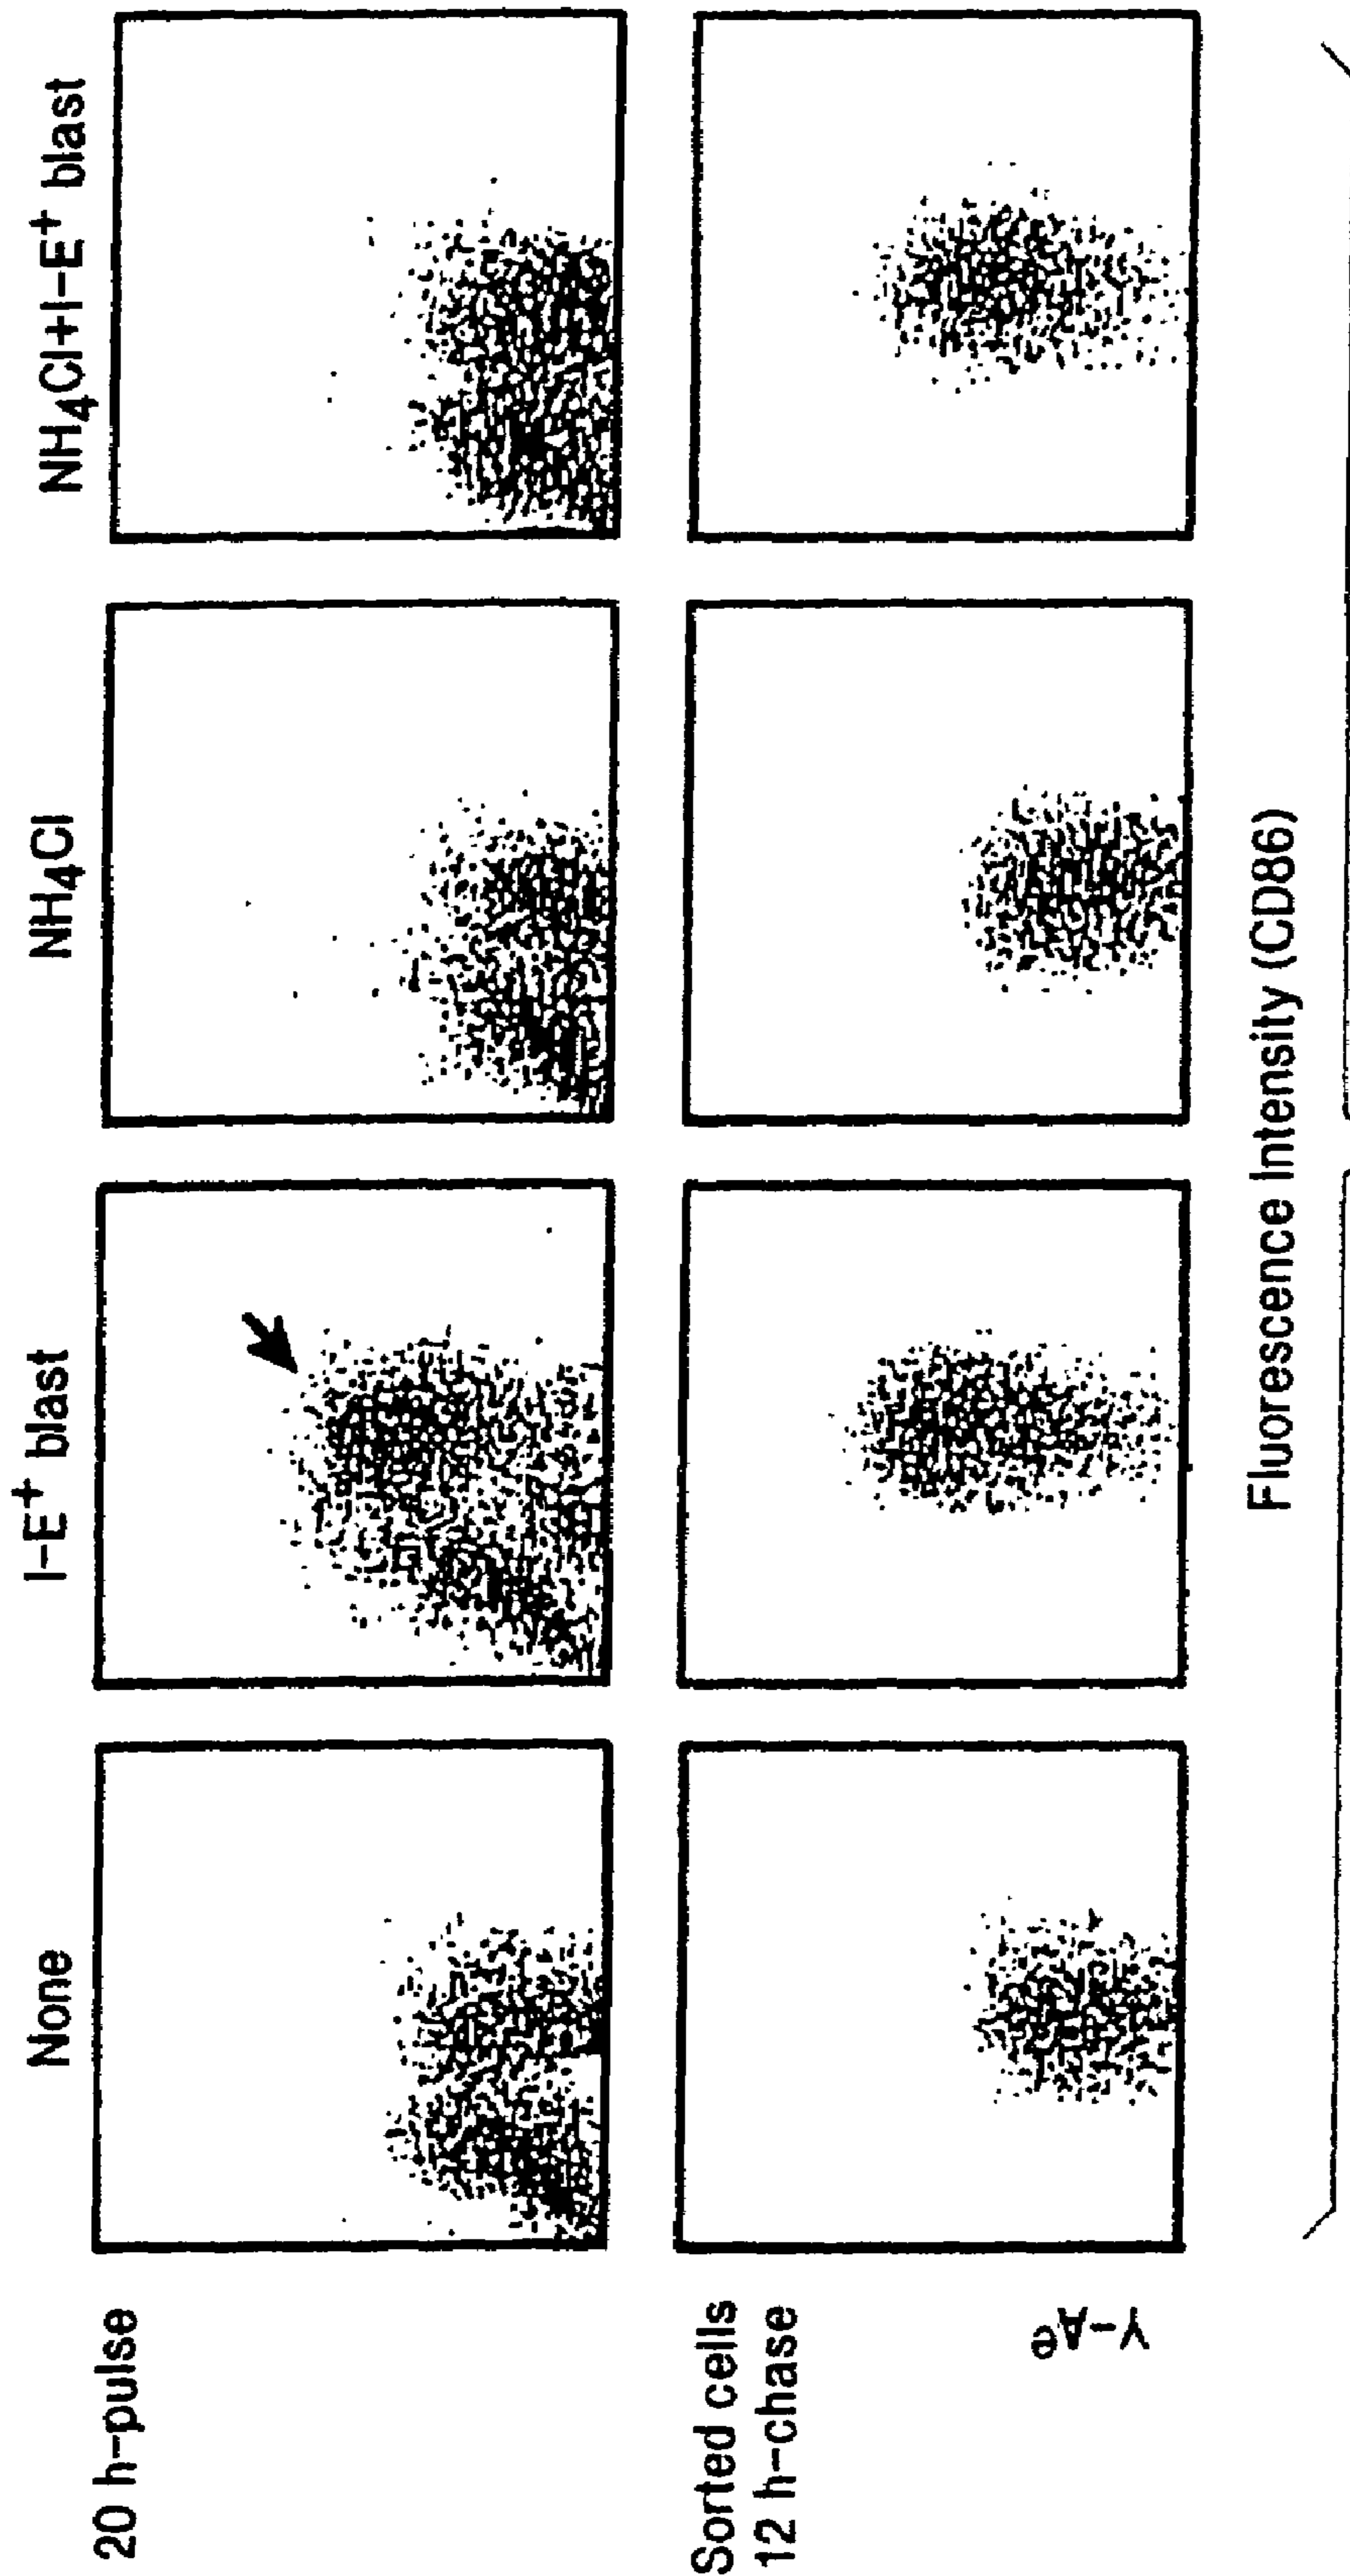 None
I-E+ blast
NH4Cl
NH4Cl+I-E+ blast
20 h-pulse
Sorted cells
12 h-chase
Y-Ae
Fluorescence Intensity (CD86)